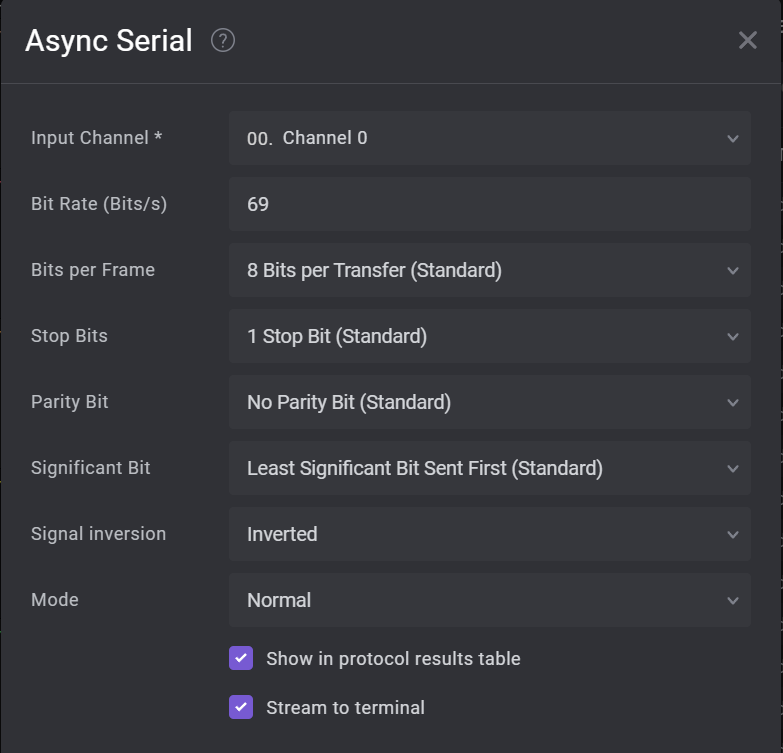 Async Serial ?
Input Channel * 00. Channel 0
Bit Rate (Bits/s) 69
Bits per Frame 8 Bits per Transfer (Standard)
Stop Bits 1 Stop Bit (Standard)
Parity Bit No Parity Bit (Standard)
Significant Bit Least Significant Bit Sent First (Standard)
Signal inversion Inverted
Mode Normal
Show in protocol results table
Stream to terminal